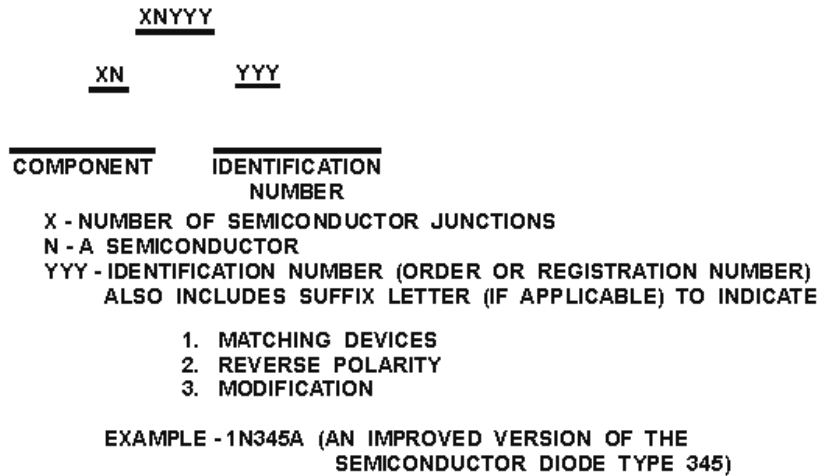 XNYYY
XN YYY
COMPONENT IDENTIFICATION
NUMBER
X - NUMBER OF SEMICONDUCTOR JUNCTIONS
N - A SEMICONDUCTOR
YYY - IDENTIFICATION NUMBER (ORDER OR REGISTRATION NUMBER)
ALSO INCLUDES SUFFIX LETTER (IF APPLICABLE) TO INDICATE
1. MATCHING DEVICES
2. REVERSE POLARITY
3. MODIFICATION
EXAMPLE - 1N345A (AN IMPROVED VERSION OF THE
SEMICONDUCTOR DIODE TYPE 345)